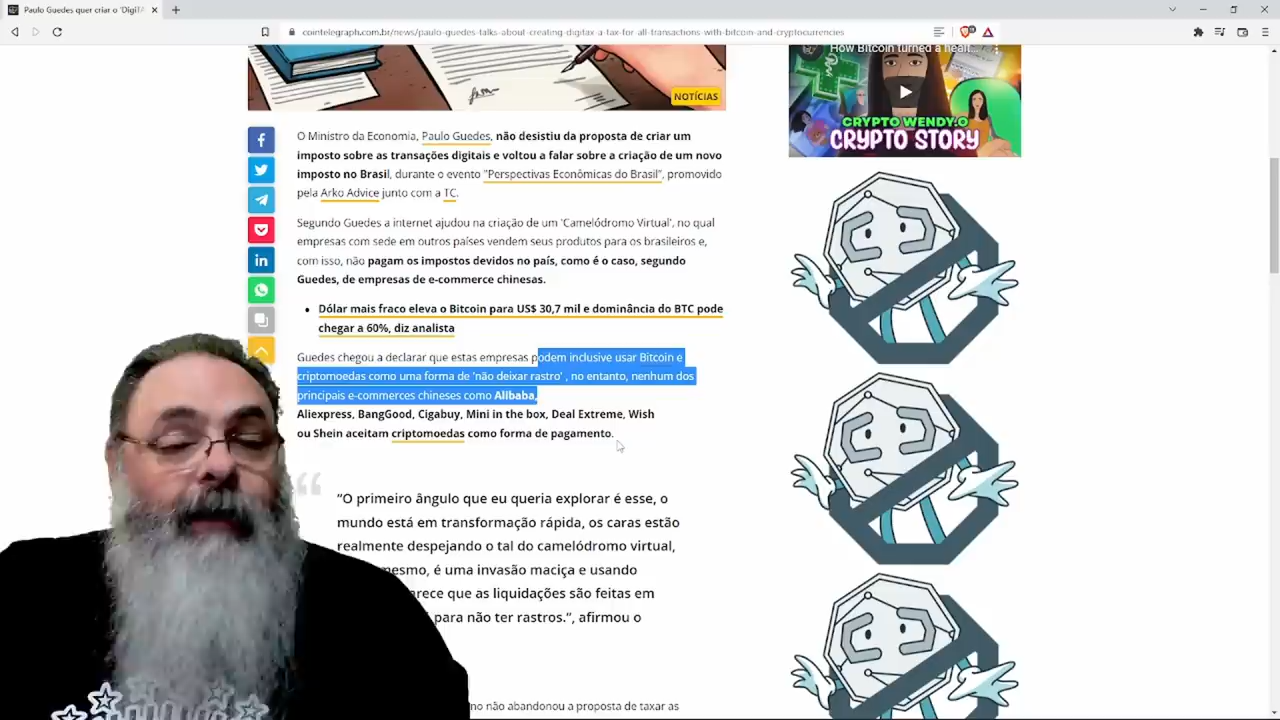 Paulo Guedes quer criar o 'DigiTA
cointelegraph.com.br/news/paulo-guedes-talks-about-creating-digitax-a-tax-for-all-transactions-with-bitcoin-and-cryptocurrencies
NOTÍCIAS
How Bitcoin turned a healt...
CRYPTO WENDY.O
CRYPTO STORY
O Ministro da Economia, Paulo Guedes, não desistiu da proposta de criar um
imposto sobre as transações digitais e voltou a falar sobre a criação de um novo
imposto no Brasil, durante o evento "Perspectivas Econômicas do Brasil", promovido
pela Arko Advice junto com a TC.
Segundo Guedes a internet ajudou na criação de um 'Camelódromo Virtual', no qual
empresas com sede em outros países vendem seus produtos para os brasileiros e,
com isso, não pagam os impostos devidos no país, como é o caso, segundo
Guedes, de empresas de e-commerce chinesas.
• Dólar mais fraco eleva o Bitcoin para US$ 30,7 mil e dominância do BTC pode
chegar a 60%, diz analista
Guedes chegou a declarar que estas empresas podem inclusive usar Bitcoin e
criptomoedas como uma forma de 'não deixar rastro' , no entanto, nenhum dos
principais e-commerces chineses como Alibaba,
Aliexpress, BangGood, Cigabuy, Mini in the box, Deal Extreme, Wish
ou Shein aceitam criptomoedas como forma de pagamento.
"O primeiro ângulo que eu queria explorar é esse, o
mundo está em transformação rápida, os caras estão
realmente despejando o tal do camelódromo virtual,
mesmo, é uma invasão maciça e usando
que as liquidações são feitas em
para não ter rastros.", afirmou o
não abandonou a proposta de taxar as